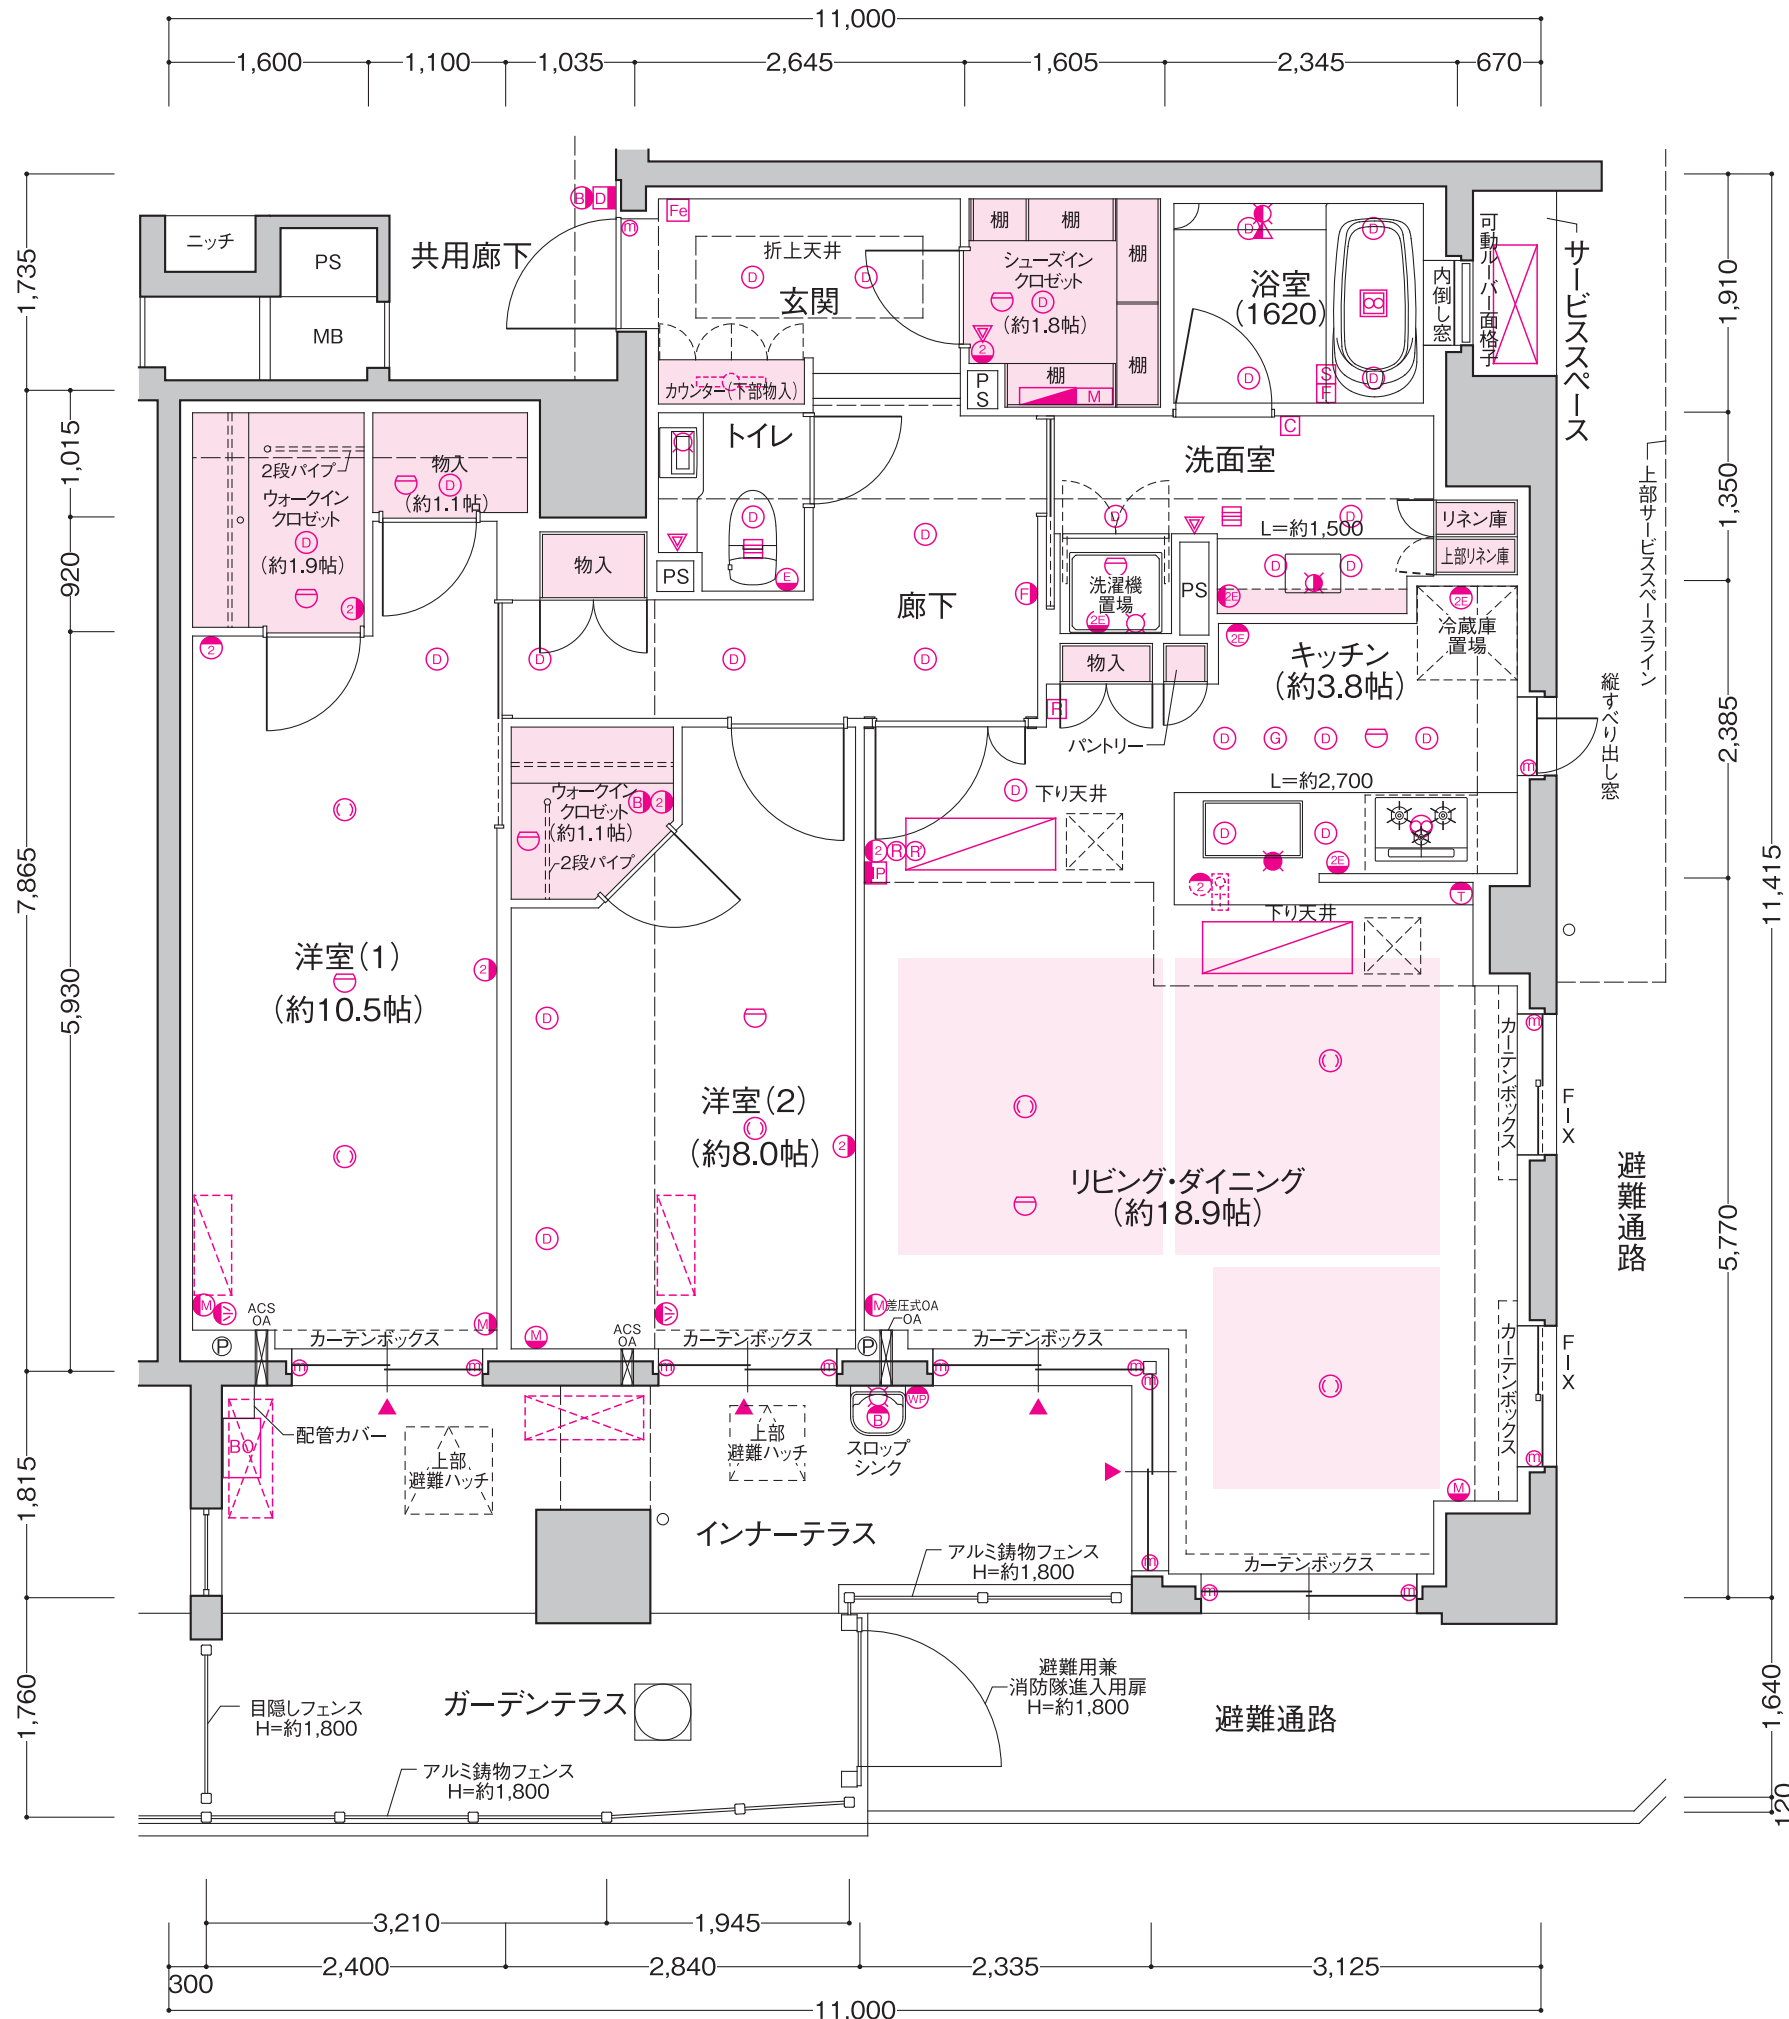 11,000
1,600
1,100
1,035
2,645
1,605
2,345
670
1,735
1,015
920
7,865
5,930
1,815
1,760
1,910
1,350
2,385
11,415
5,770
1,640
120
ニッチ
PS
MB
共用廊下
B
D
Fe
m
折上天井
D
D
玄関
カウンター(下部物入)
棚
棚
棚
棚
棚
シューズイン
クロゼット
D
(約1.8帖)
2
M
P
S
D
D
浴室
(1620)
D
D
S
F
C
内倒し窓
可動ルーバー面格子
サービススペース
上部サービススペースライン
2段パイプ
ウォークイン
クロゼット
D
(約1.9帖)
2
2
物入
D
(約1.1帖)
物入
トイレ
D
E
PS
D
廊下
F
D
D
D
D
洗面室
D
D
L=約1,500
D
D
リネン庫
上部リネン庫
洗濯機
置場
2E
PS
2E
2E
2E
冷蔵庫
置場
物入
R
パントリー
キッチン
(約3.8帖)
D
G
D
D
m
縦すべり出し窓
L=約2,700
D
D
2E
2
T
D
下り天井
2
R
R
IP
下り天井
ウォークイン
クロゼット
(約1.1帖)
2段パイプ
B
2
洋室(1)
(約10.5帖)
2
D
D
洋室(2)
(約8.0帖)
2
リビング・ダイニング
(約18.9帖)
カーテンボックス
m
FIX
カーテンボックス
m
FIX
m
避難通路
M
M
M
M
差圧式OA
OA
ACS
OA
ACS
OA
P
P
カーテンボックス
カーテンボックス
カーテンボックス
m
m
m
m
m
m
m
m
m
m
M
カーテンボックス
配管カバー
BO
上部
避難ハッチ
上部
避難ハッチ
B
WP
スロップ
シンク
インナーテラス
アルミ鋳物フェンス
H=約1,800
目隠しフェンス
H=約1,800
ガーデンテラス
アルミ鋳物フェンス
H=約1,800
避難用兼
消防隊進入用扉
H=約1,800
避難通路
3,210
1,945
300
2,400
2,840
2,335
3,125
11,000